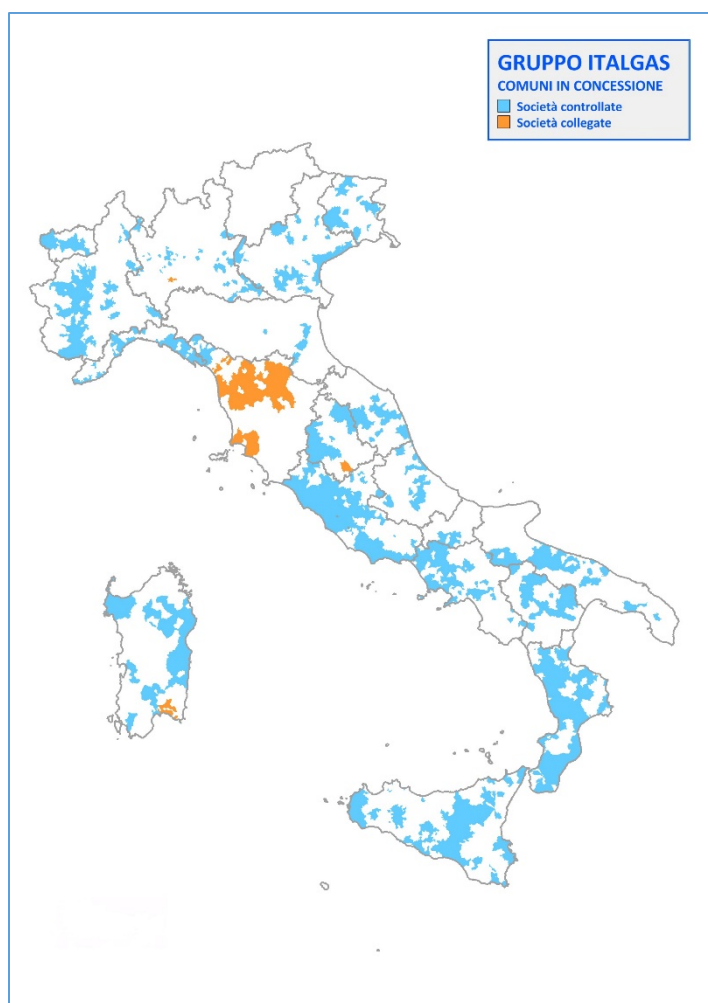 GRUPPO ITALGAS
COMUNI IN CONCESSIONE
Società controllate
Società collegate